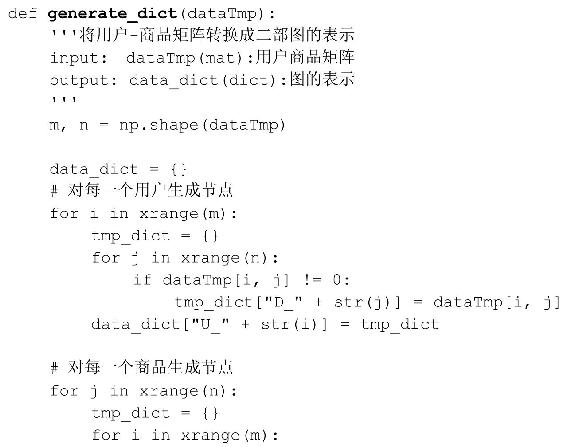 def generate_dict(dataTmp):
    '''将用户-商品矩阵转换成二部图的表示
    input:  dataTmp(mat):用户商品矩阵
    output: data_dict(dict):图的表示
    '''
    m, n = np.shape(dataTmp)

    data_dict = {}
    # 对每一个用户生成节点
    for i in xrange(m):
        tmp_dict = {}
        for j in xrange(n):
            if dataTmp[i, j] != 0:
                tmp_dict["D_" + str(j)] = dataTmp[i, j]
        data_dict["U_" + str(i)] = tmp_dict

    # 对每一个商品生成节点
    for j in xrange(n):
        tmp_dict = {}
        for i in xrange(m):